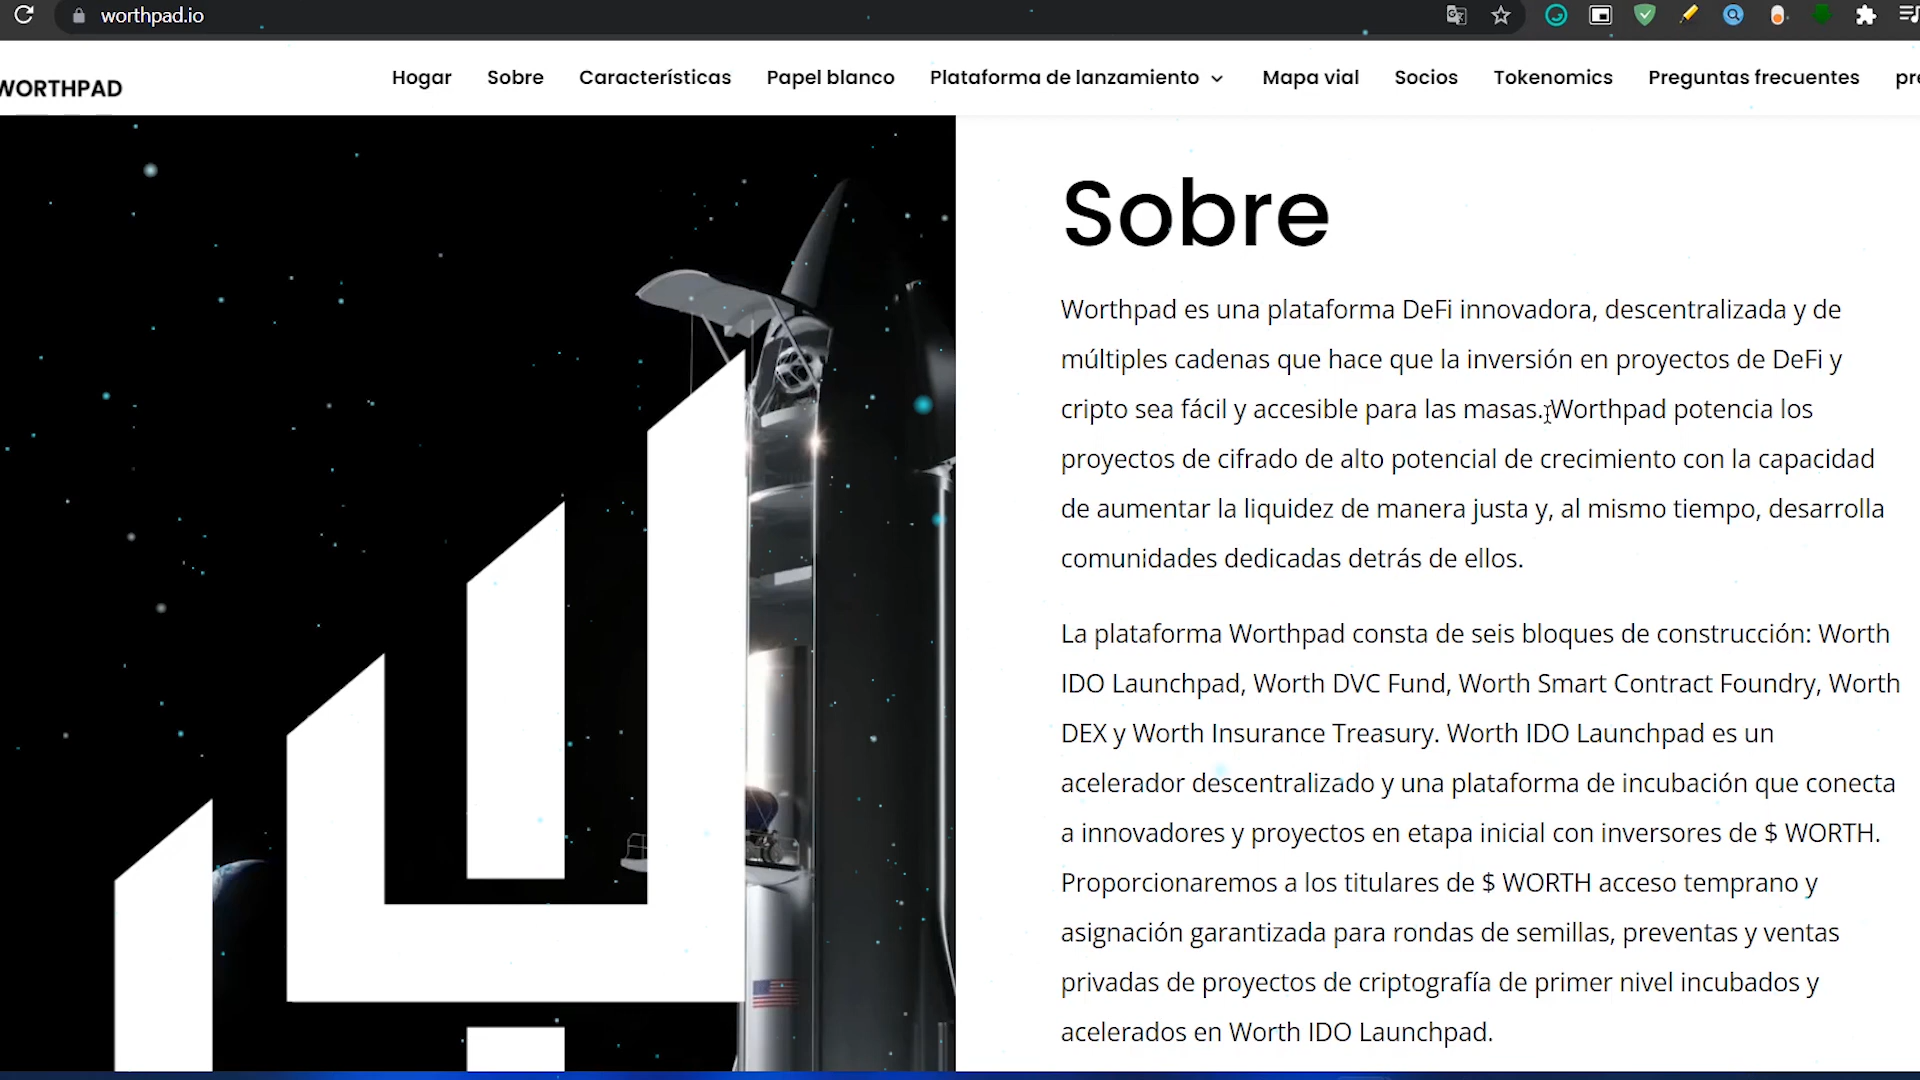 worthpad.io
WORTHPAD
Hogar Sobre Características Papel blanco Plataforma de lanzamiento Mapa vial Socios Tokenomics Preguntas frecuentes
Sobre
Worthpad es una plataforma DeFi innovadora, descentralizada y de
múltiples cadenas que hace que la inversión en proyectos de DeFi y
cripto sea fácil y accesible para las masas. Worthpad potencia los
proyectos de cifrado de alto potencial de crecimiento con la capacidad
de aumentar la liquidez de manera justa y, al mismo tiempo, desarrolla
comunidades dedicadas detrás de ellos.
La plataforma Worthpad consta de seis bloques de construcción: Worth
IDO Launchpad, Worth DVC Fund, Worth Smart Contract Foundry, Worth
DEX y Worth Insurance Treasury. Worth IDO Launchpad es un
acelerador descentralizado y una plataforma de incubación que conecta
a innovadores y proyectos en etapa inicial con inversores de $ WORTH.
Proporcionaremos a los titulares de $ WORTH acceso temprano y
asignación garantizada para rondas de semillas, preventas y ventas
privadas de proyectos de criptografía de primer nivel incubados y
acelerados en Worth IDO Launchpad.